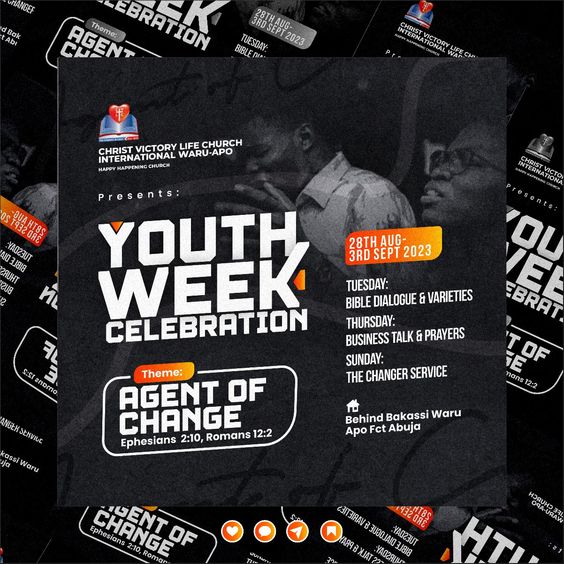 CHRIST VICTORY LIFE CHURCH
INTERNATIONAL WARU-APO
HAPPY HAPPENING CHURCH
Presents:
YOUTH
WEEK
CELEBRATION
Theme:
AGENT OF
CHANGE
Ephesians 2:10, Romans 12:2
28TH AUG-
3RD SEPT 2023
TUESDAY:
BIBLE DIALOGUE & VARIETIES
THURSDAY:
BUSINESS TALK & PRAYERS
SUNDAY:
THE CHANGER SERVICE
Behind Bakassi Waru
Apo Fct Abuja